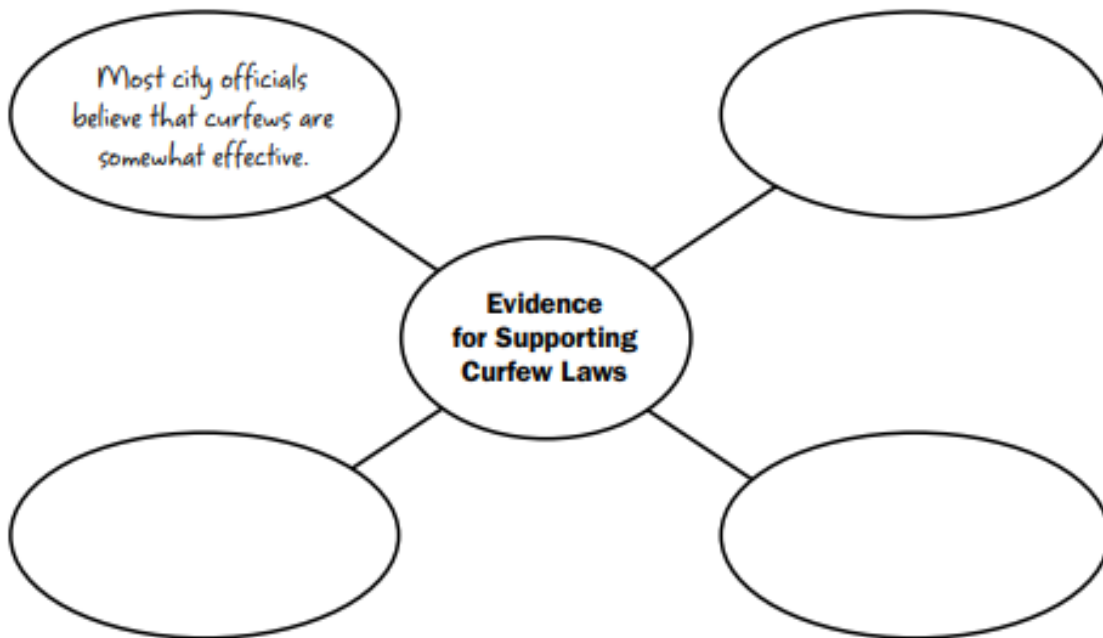 Most city officials
believe that curfews are
somewhat effective.
Evidence
for Supporting
Curfew Laws